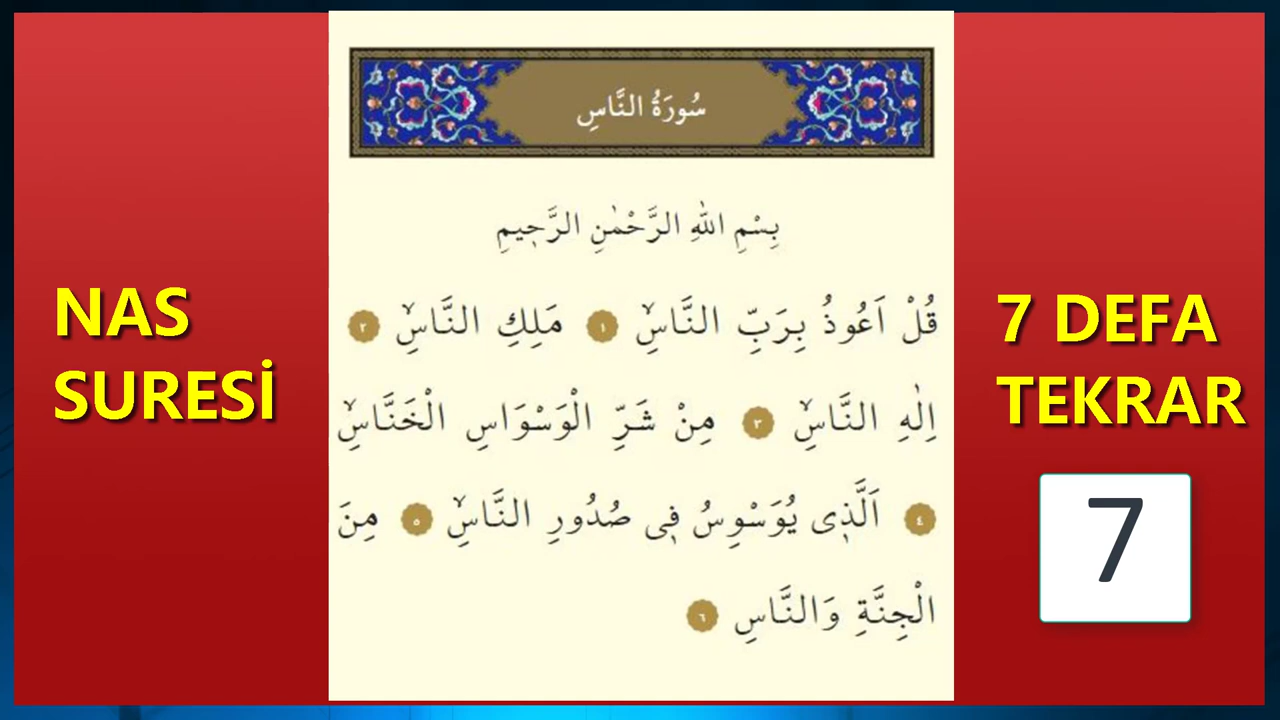 NAS
SURESİ
سُورَةُ النَّاسِ
بِسْمِ اللّٰهِ الرَّحْمٰنِ الرَّحٖيمِ
قُلْ اَعُوذُ بِرَبِّ النَّاسِۙ ١ مَلِكِ النَّاسِۙ ٢
اِلٰهِ النَّاسِۙ ٣ مِنْ شَرِّ الْوَسْوَاسِ الْخَنَّاسِۙ
٤ اَلَّذٖى يُوَسْوِسُ فٖى صُدُورِ النَّاسِۙ ٥ مِنَ
الْجِنَّةِ وَالنَّاسِ ٦
7 DEFA
TEKRAR
7